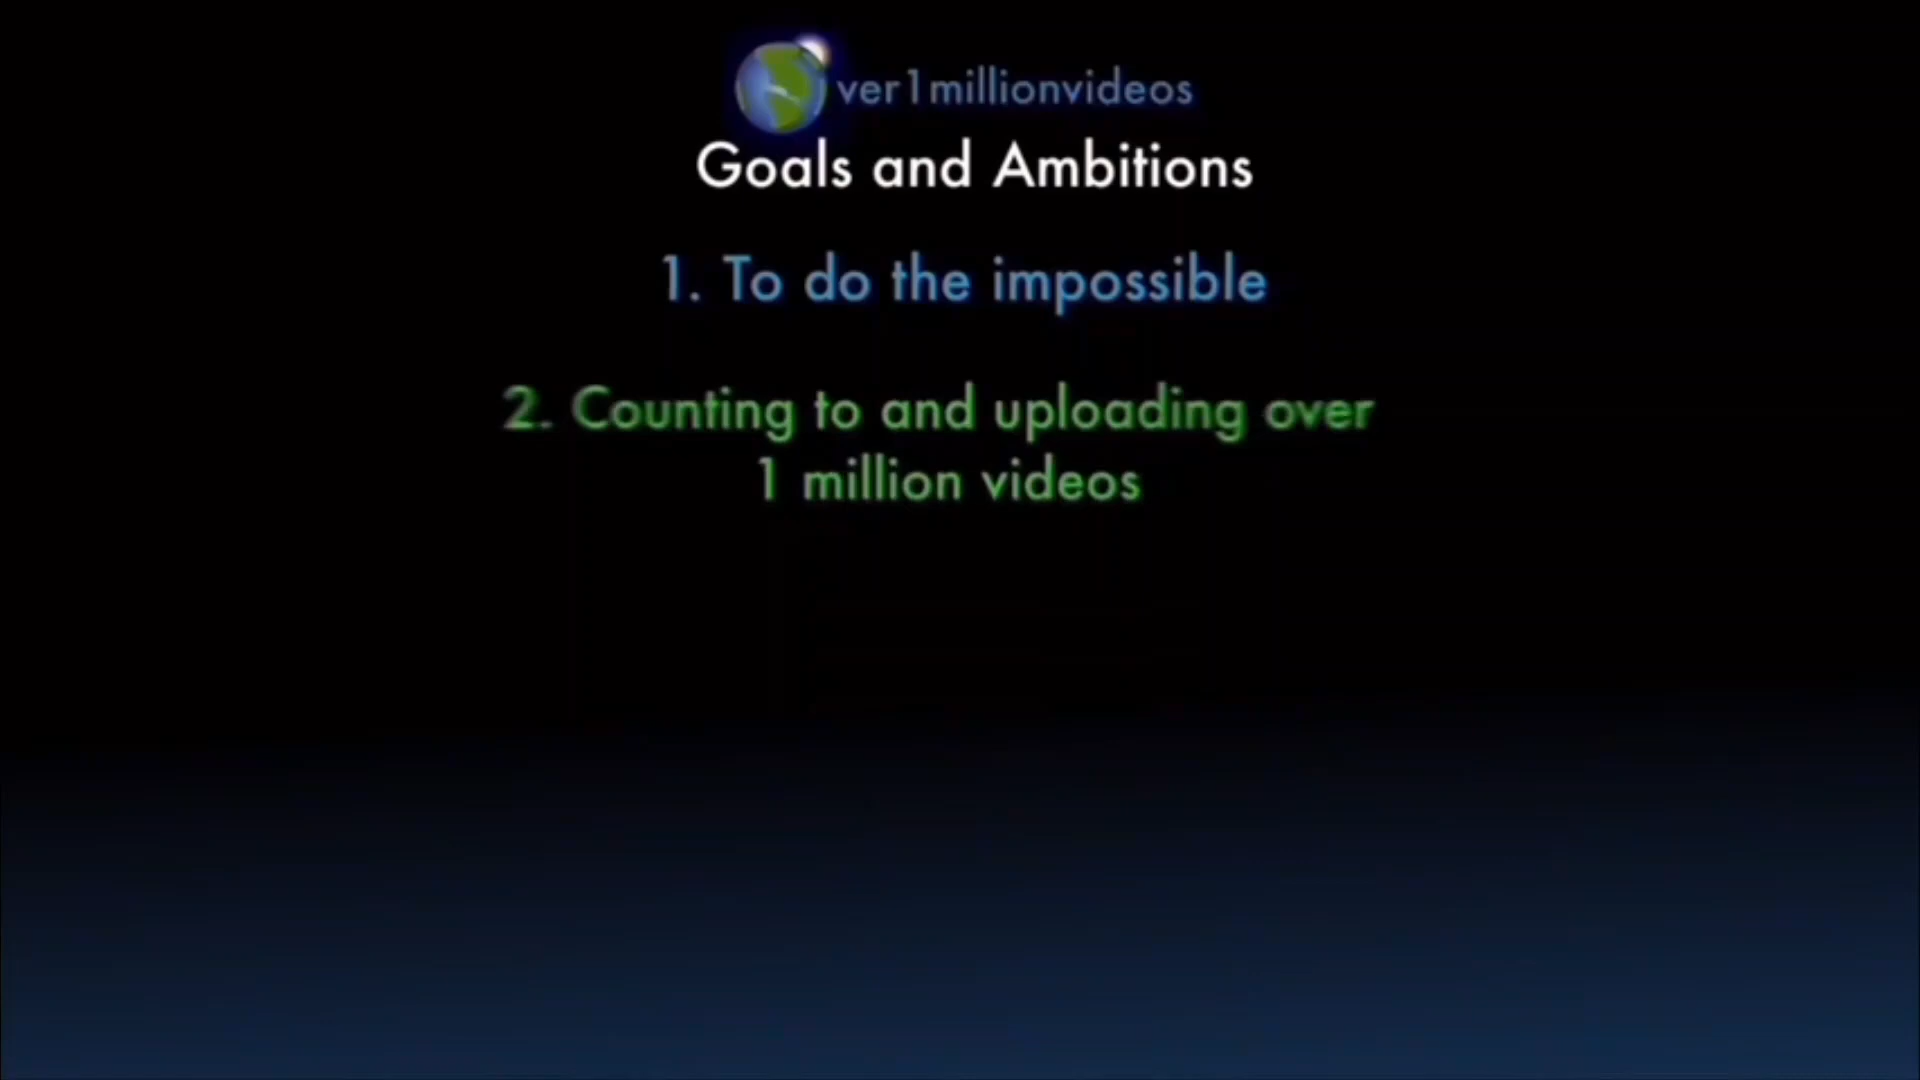 ver1millionvideos
Goals and Ambitions
1. To do the impossible
2. Counting to and uploading over
1 million videos